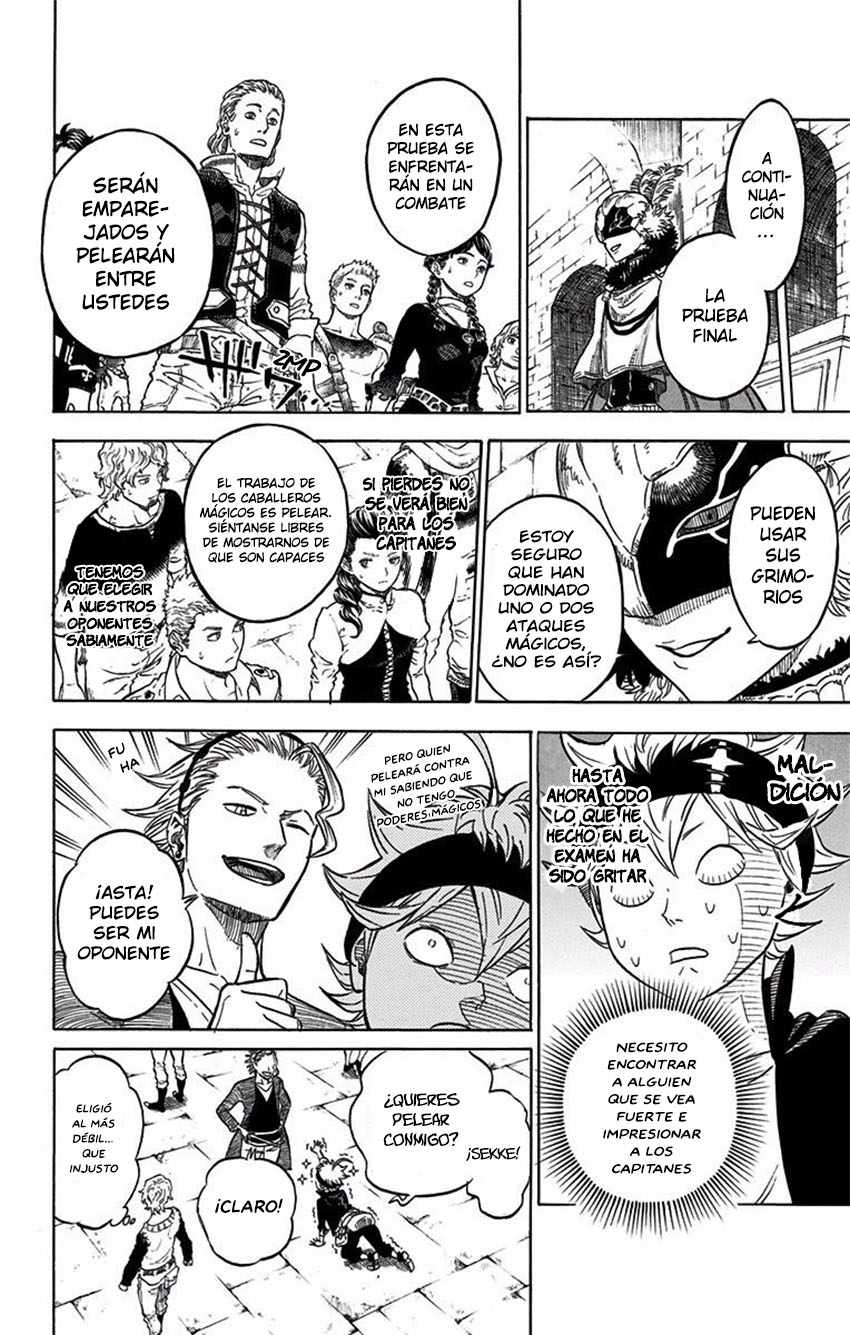 A
CONTI-
NUA-
CIÓN
...
LA
PRUEBA
FINAL
EN ESTA
PRUEBA SE
ENFRENTA-
RÁN EN UN
COMBATE
SERÁN
EMPARE-
JADOS Y
PELEARÁN
ENTRE
USTEDES
ZMP
PUEDEN
USAR
SUS
GRIMO-
RIOS
ESTOY
SEGURO
QUE HAN
DOMINADO
UNO O DOS
ATAQUES
MÁGICOS,
¿NO ES ASÍ?
SI PIERDES NO
SE VERÁ BIEN
PARA LOS
CAPITANES
EL TRABAJO DE
LOS CABALLEROS
MÁGICOS ES PELEAR.
SIÉNTANSE LIBRES
DE MOSTRARNOS DE
QUE SON CAPACES
TENEMOS
QUE ELEGIR
A NUESTROS
OPONENTES
SABIAMENTE
MAL-
DICIÓN
HASTA
AHORA TODO
LO QUE HE
HECHO EN EL
EXAMEN HA
SIDO GRITAR
NECESITO
ENCONTRAR
A ALGUIEN
QUE SE VEA
FUERTE E
IMPRESIONAR
A LOS
CAPITANES
PERO QUIEN
PELEARÁ CONTRA
MI SABIENDO QUE
NO TENGO
PODERES MÁGICOS
FU
HA
¡ASTA!
PUEDES
SER MI
OPONENTE
¿QUIERES
PELEAR
CONMIGO?
¡SEKKE!
¡CLARO!
ELIGIÓ
AL MÁS
DÉBIL...
QUE
INJUSTO